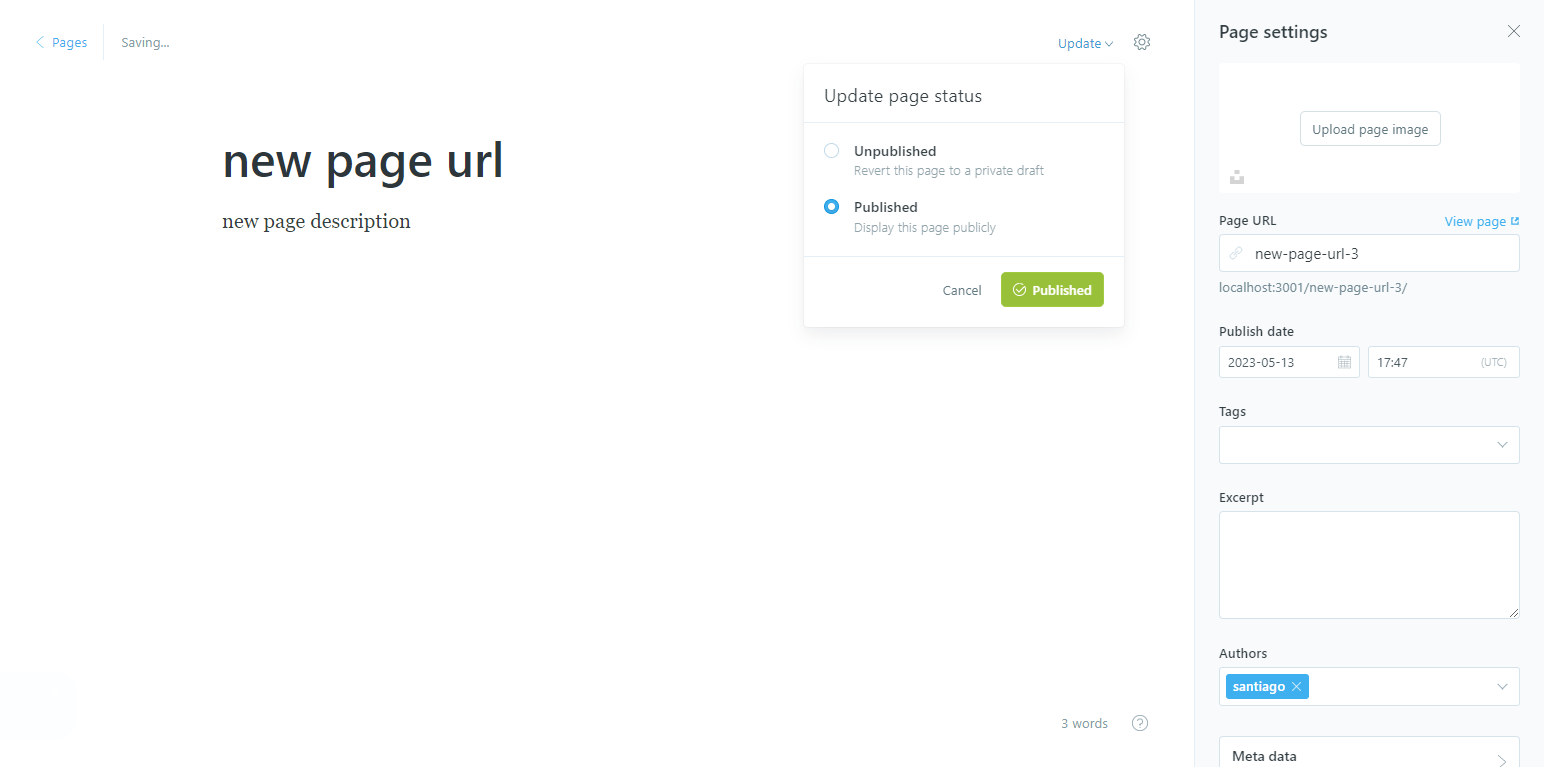 Pages
Saving...
Update
new page url
new page description
Update page status
Unpublished
Revert this page to a private draft
Published
Display this page publicly
Cancel
Published
3 words
Page settings
Upload page image
Page URL
View page
new-page-url-3
localhost:3001/new-page-url-3/
Publish date
2023-05-13
17:47
(UTC)
Tags
Excerpt
Authors
santiago
Meta data